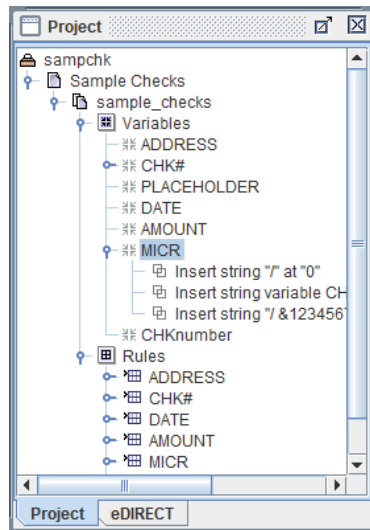 Project
sampchk
Sample Checks
sample_checks
Variables
ADDRESS
CHK#
PLACEHOLDER
DATE
AMOUNT
MICR
Insert string "/" at "0"
Insert string variable CH
Insert string "/ &1234567
CHKnumber
Rules
ADDRESS
CHK#
DATE
AMOUNT
MICR
Project eDIRECT